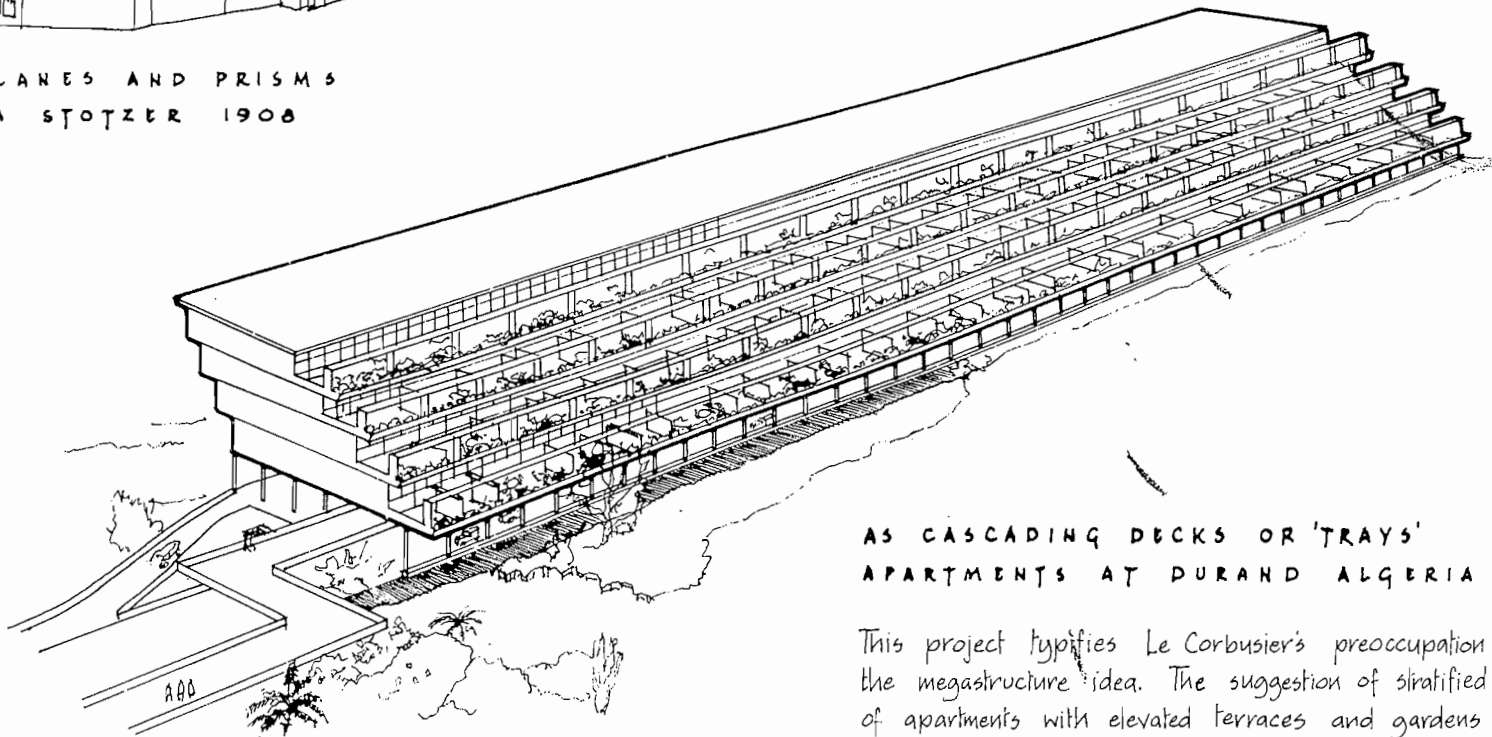 LANES AND PRISMS
STOTZER 1908
AS CASCADING DECKS OR 'TRAYS'
APARTMENTS AT DURAND ALGERIA
This project typifies Le Corbusier's preoccupation
the megastructure idea. The suggestion of stratified
of apartments with elevated terraces and gardens